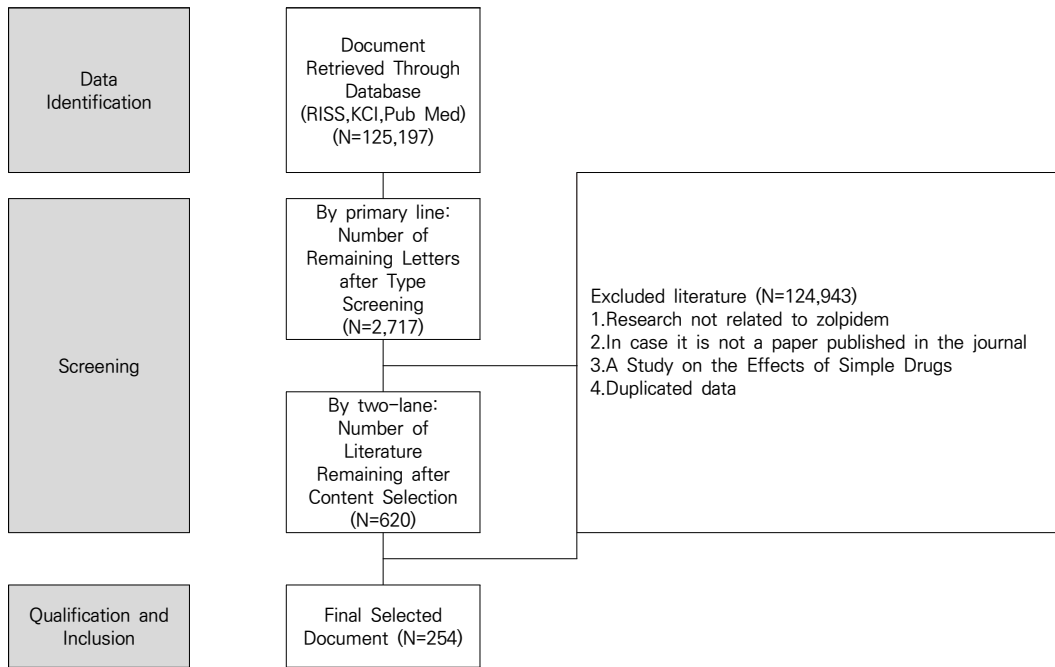 Data
Identification
Document
Retrieved Through
Database
(RISS,KCI,Pub Med)
(N=125,197)
Screening
By primary line:
Number of
Remaining Letters
after Type
Screening
(N=2,717)
By two-lane:
Number of
Literature
Remaining after
Content Selection
(N=620)
Excluded literature (N=124,943)
1.Research not related to zolpidem
2.In case it is not a paper published in the journal
3.A Study on the Effects of Simple Drugs
4.Duplicated data
Qualification and
Inclusion
Final Selected
Document (N=254)